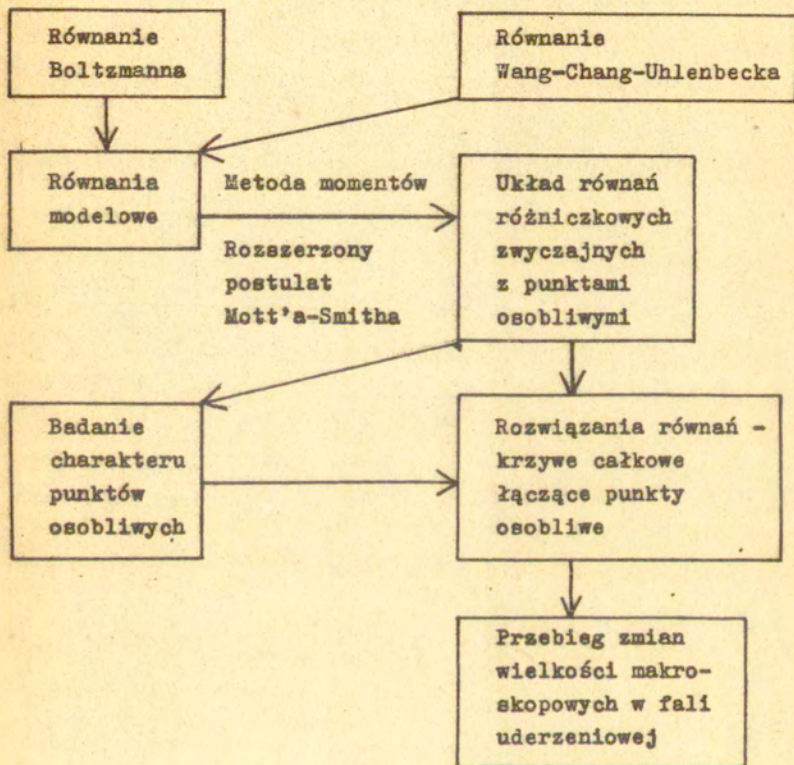 Równanie
Boltzmanna
Równanie
Wang-Chang-Uhlenbecka
Równania
modelowe
Metoda momentów
Rozszerzony
postulat
Mott'a-Smitha
Układ równań
różniczkowych
zwyczajnych
z punktami
osobliwymi
Badanie
charakteru
punktów
osobliwych
Rozwiązania równań -
krzywe całkowe
łączące punkty
osobliwe
Przebieg zmian
wielkości makro-
skopowych w fali
uderzeniowej